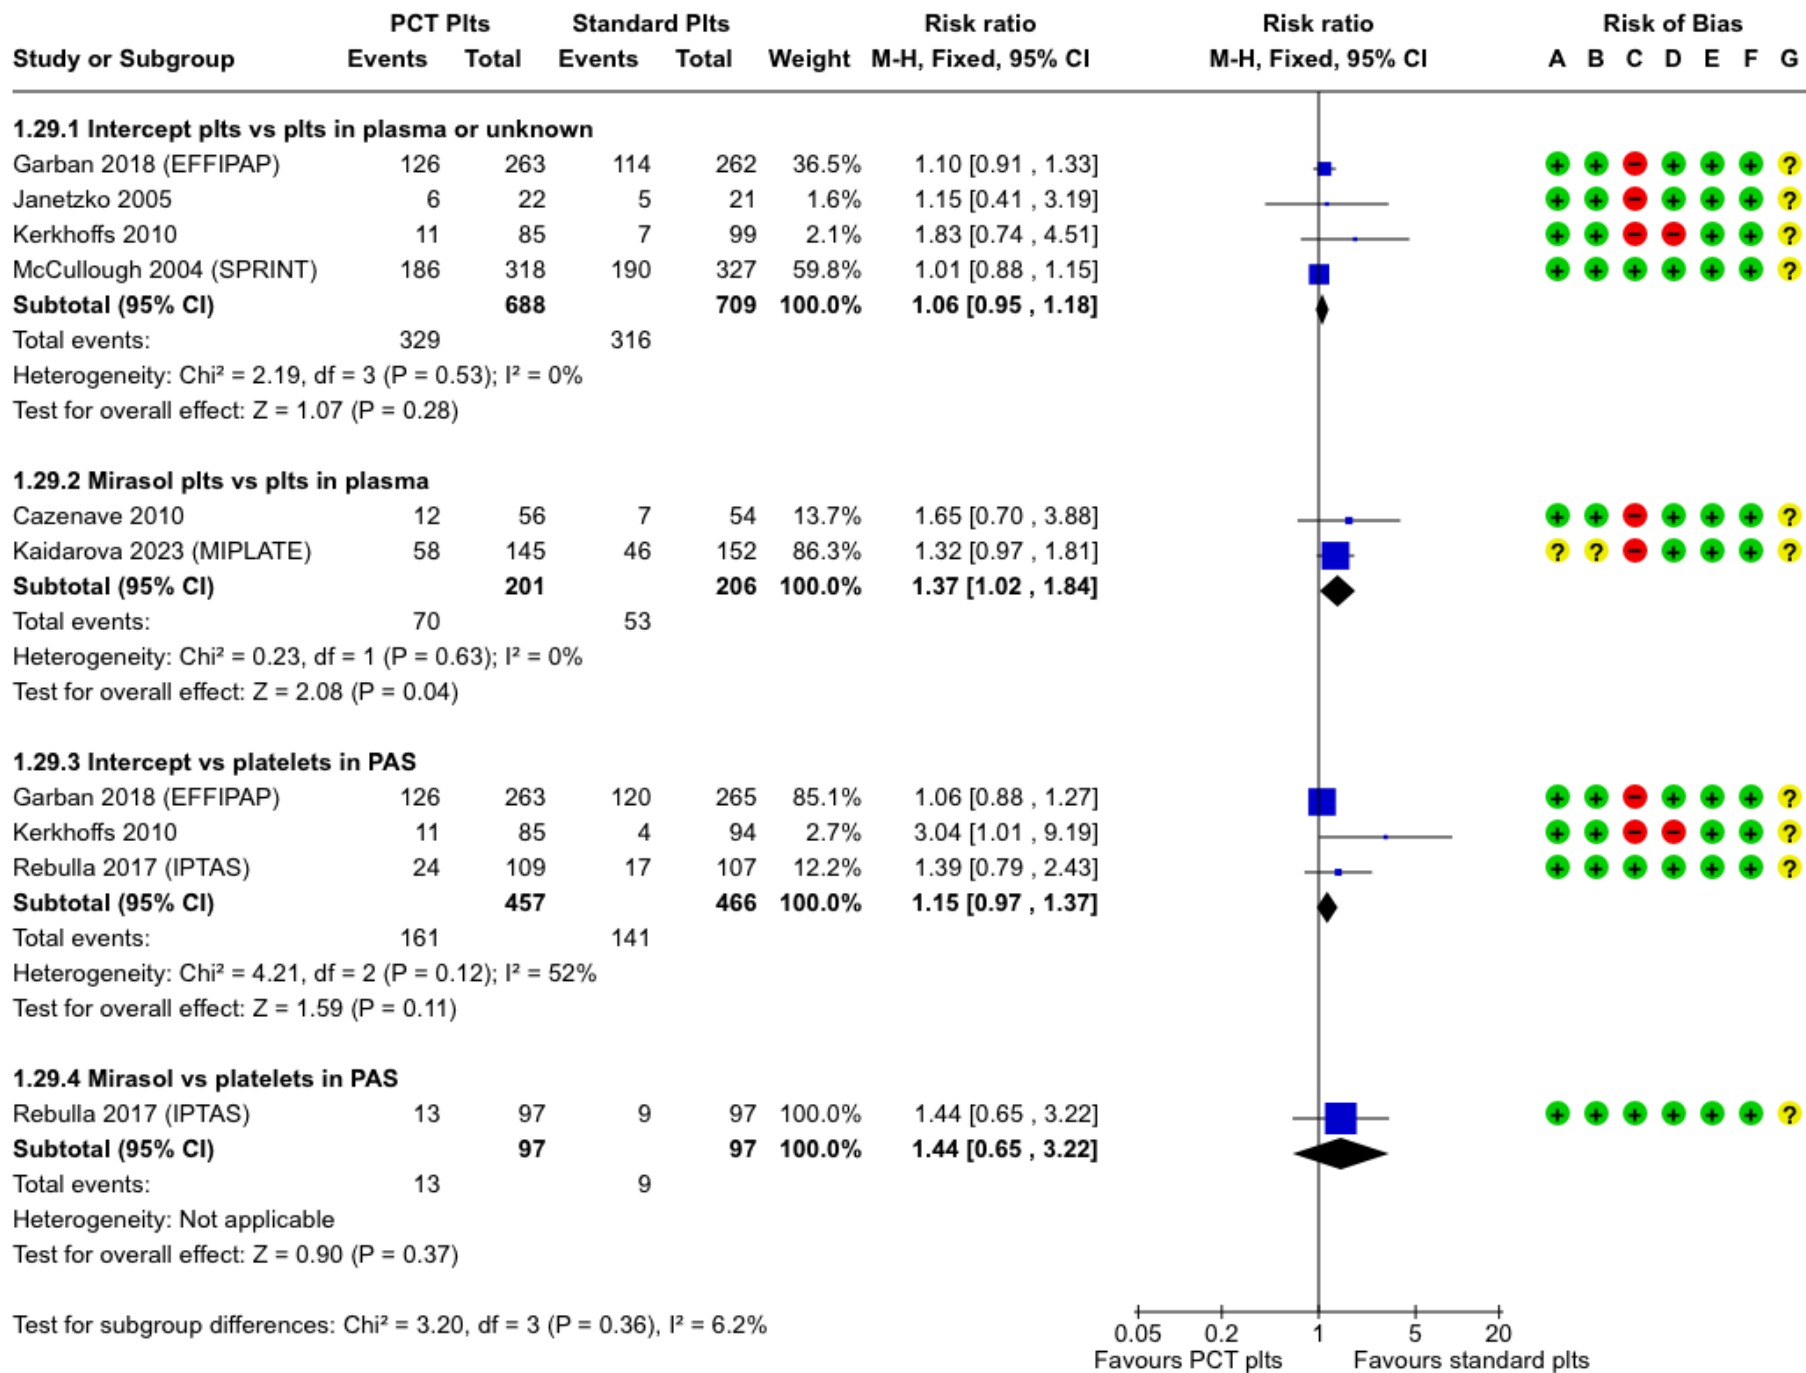 PCT Plts Standard Plts Risk ratio Risk ratio Risk of Bias
Study or Subgroup Events Total Events Total Weight M-H, Fixed, 95% CI M-H, Fixed, 95% CI A B C D E F G
1.29.1 Intercept plts vs plts in plasma or unknown
Garban 2018 (EFFIPAP) 126 263 114 262 36.5% 1.10 [0.91 , 1.33] + + − + + + ?
Janetzko 2005 6 22 5 21 1.6% 1.15 [0.41 , 3.19] + + − + + + ?
Kerkhoffs 2010 11 85 7 99 2.1% 1.83 [0.74 , 4.51] + + − − + + ?
McCullough 2004 (SPRINT) 186 318 190 327 59.8% 1.01 [0.88 , 1.15] + + + + + + ?
Subtotal (95% CI) 688 709 100.0% 1.06 [0.95 , 1.18]
Total events: 329 316
Heterogeneity: Chi² = 2.19, df = 3 (P = 0.53); I² = 0%
Test for overall effect: Z = 1.07 (P = 0.28)
1.29.2 Mirasol plts vs plts in plasma
Cazenave 2010 12 56 7 54 13.7% 1.65 [0.70 , 3.88] + + − + + + ?
Kaidarova 2023 (MIPLATE) 58 145 46 152 86.3% 1.32 [0.97 , 1.81] ? ? − + + + ?
Subtotal (95% CI) 201 206 100.0% 1.37 [1.02 , 1.84]
Total events: 70 53
Heterogeneity: Chi² = 0.23, df = 1 (P = 0.63); I² = 0%
Test for overall effect: Z = 2.08 (P = 0.04)
1.29.3 Intercept vs platelets in PAS
Garban 2018 (EFFIPAP) 126 263 120 265 85.1% 1.06 [0.88 , 1.27] + + − + + + ?
Kerkhoffs 2010 11 85 4 94 2.7% 3.04 [1.01 , 9.19] + + − − + + ?
Rebulla 2017 (IPTAS) 24 109 17 107 12.2% 1.39 [0.79 , 2.43] + + + + + + ?
Subtotal (95% CI) 457 466 100.0% 1.15 [0.97 , 1.37]
Total events: 161 141
Heterogeneity: Chi² = 4.21, df = 2 (P = 0.12); I² = 52%
Test for overall effect: Z = 1.59 (P = 0.11)
1.29.4 Mirasol vs platelets in PAS
Rebulla 2017 (IPTAS) 13 97 9 97 100.0% 1.44 [0.65 , 3.22] + + + + + + ?
Subtotal (95% CI) 97 97 100.0% 1.44 [0.65 , 3.22]
Total events: 13 9
Heterogeneity: Not applicable
Test for overall effect: Z = 0.90 (P = 0.37)
Test for subgroup differences: Chi² = 3.20, df = 3 (P = 0.36), I² = 6.2%
0.05 0.2 1 5 20
Favours PCT plts Favours standard plts